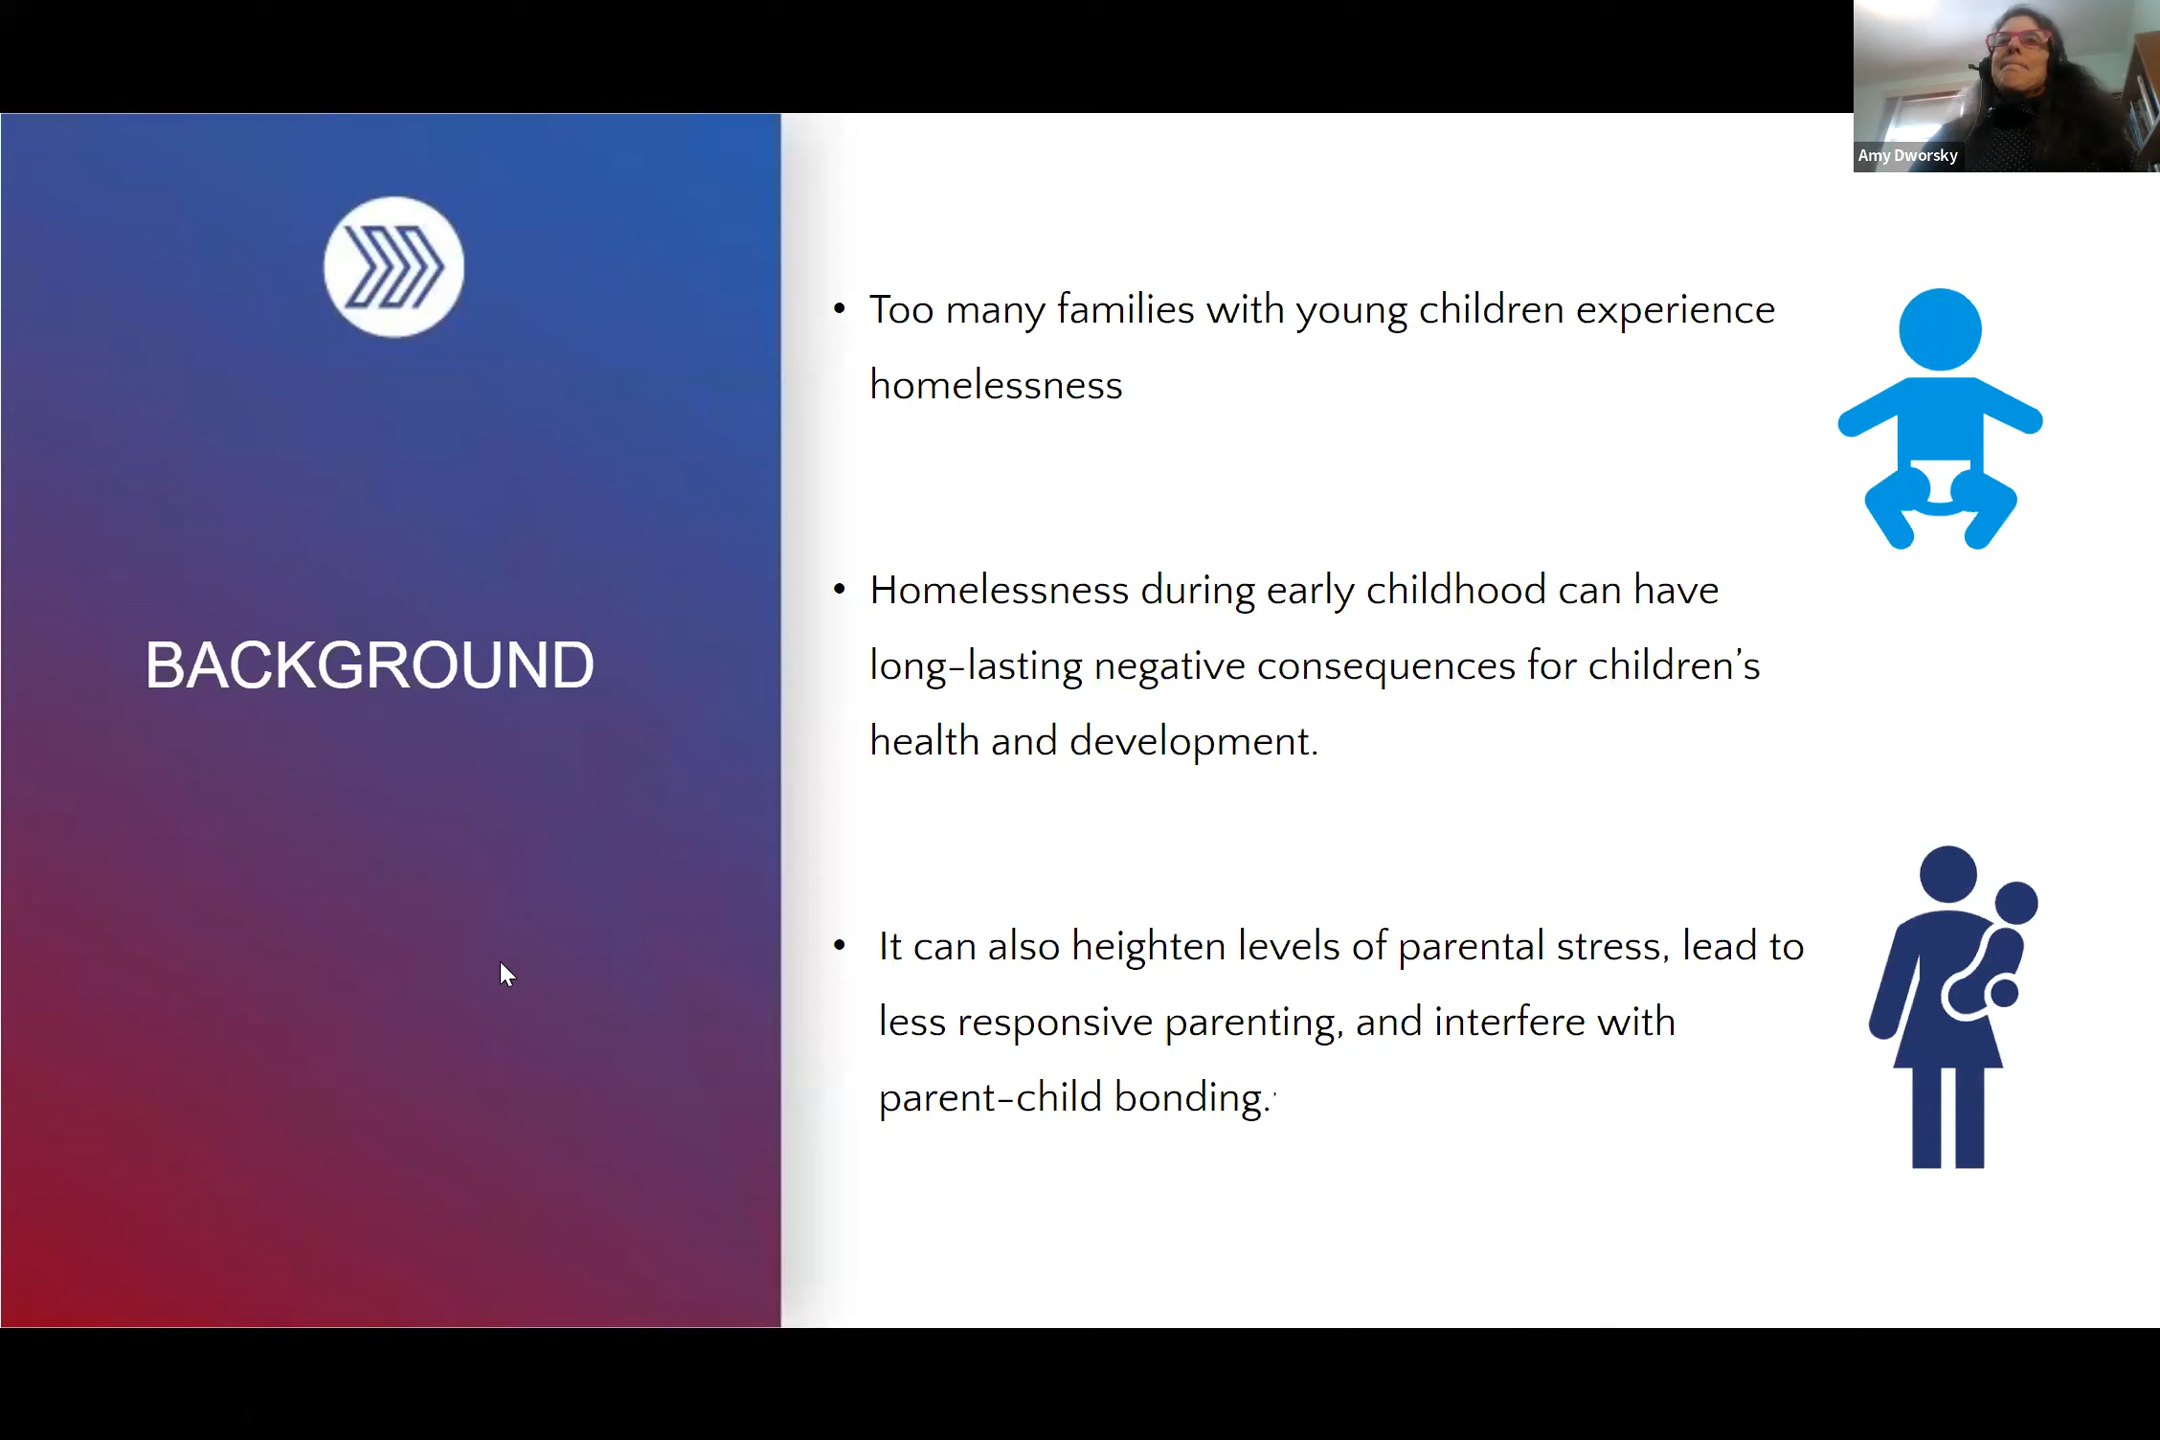 Amy Dworsky
BACKGROUND
• Too many families with young children experience
homelessness
• Homelessness during early childhood can have
long-lasting negative consequences for children's
health and development.
• It can also heighten levels of parental stress, lead to
less responsive parenting, and interfere with
parent-child bonding.'